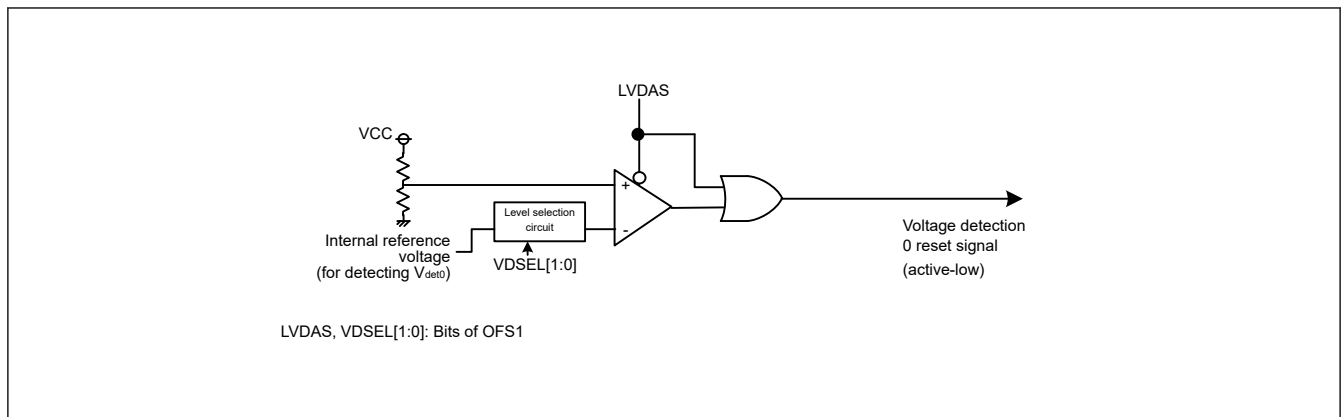 LVDAS
VCC
+
Level selection
circuit
-
Internal reference
voltage
(for detecting Vdet0)
VDSEL[1:0]
Voltage detection
0 reset signal
(active-low)
LVDAS, VDSEL[1:0]: Bits of OFS1